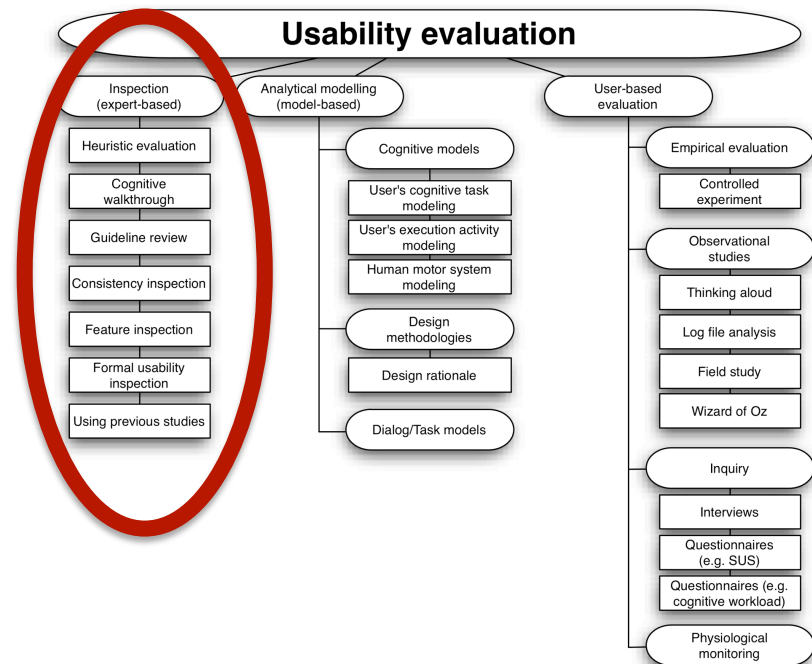 Usability evaluation
Inspection
(expert-based)
Heuristic evaluation
Cognitive
walkthrough
Guideline review
Consistency inspection
Feature inspection
Formal usability
inspection
Using previous studies
Analytical modelling
(model-based)
Cognitive models
User's cognitive task
modeling
User's execution activity
modeling
Human motor system
modeling
Design
methodologies
Design rationale
Dialog/Task models
User-based
evaluation
Empirical evaluation
Controlled
experiment
Observational
studies
Thinking aloud
Log file analysis
Field study
Wizard of Oz
Inquiry
Interviews
Questionnaires
(e.g. SUS)
Questionnaires (e.g.
cognitive workload)
Physiological
monitoring